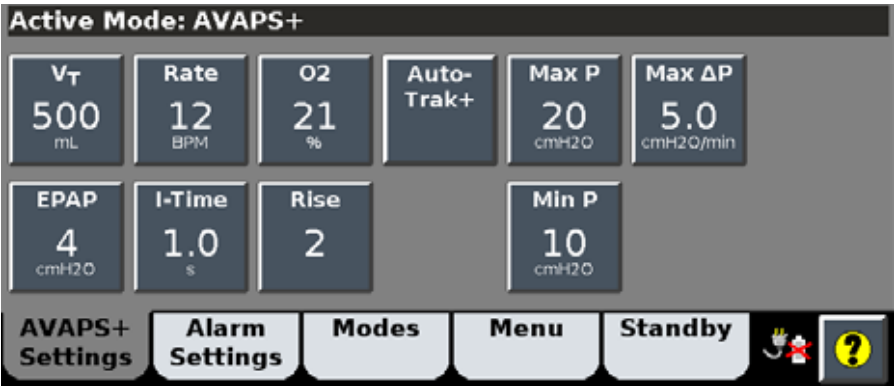 Active Mode: AVAPS+
VT Rate O2 Auto- Max P Max ΔP
Trak+
500 12 21 20 5.0
mL BPM % cmH2O cmH2O/min
EPAP I-Time Rise Min P
4 1.0 2 10
cmH2O s cmH2O
AVAPS+ Alarm Modes Menu Standby
Settings Settings
?